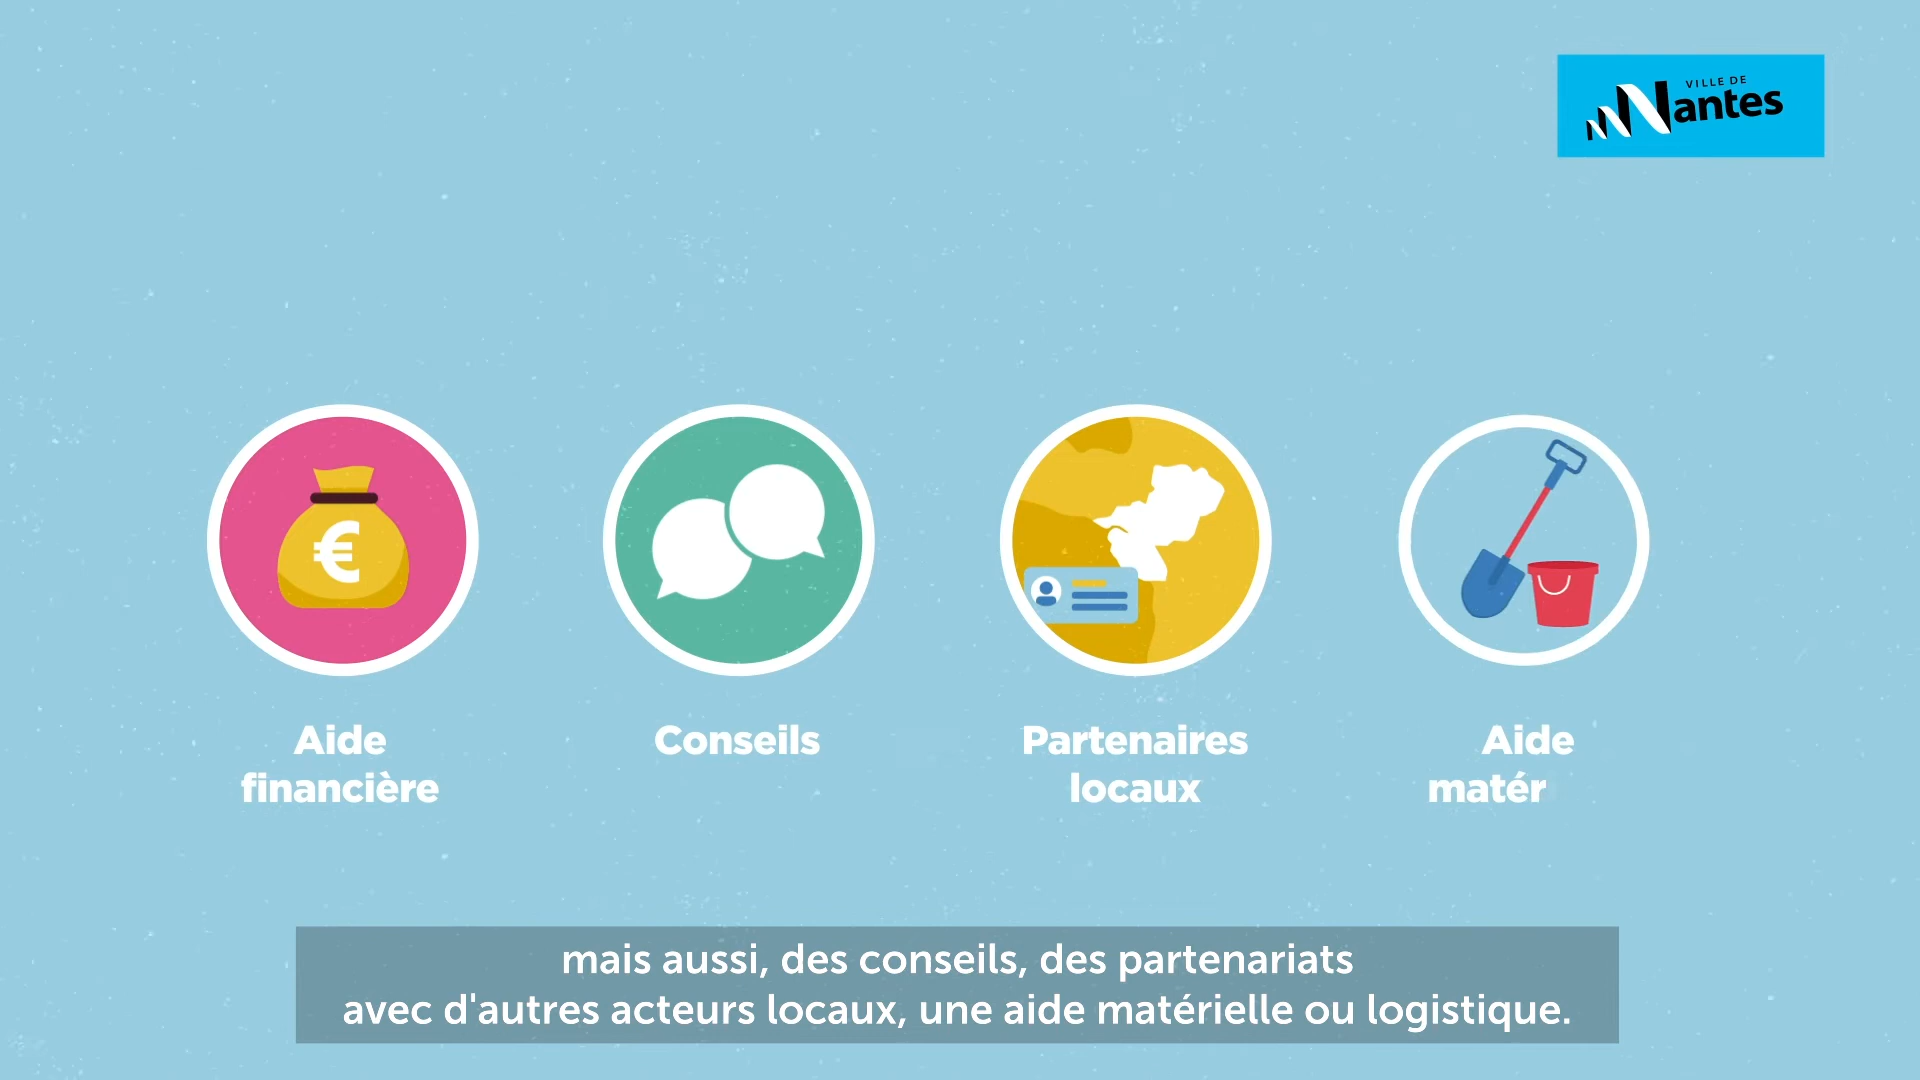 VILLE DE
Nantes
€
Aide
financière
Conseils
Partenaires
locaux
Aide
matér
mais aussi, des conseils, des partenariats
avec d'autres acteurs locaux, une aide matérielle ou logistique.